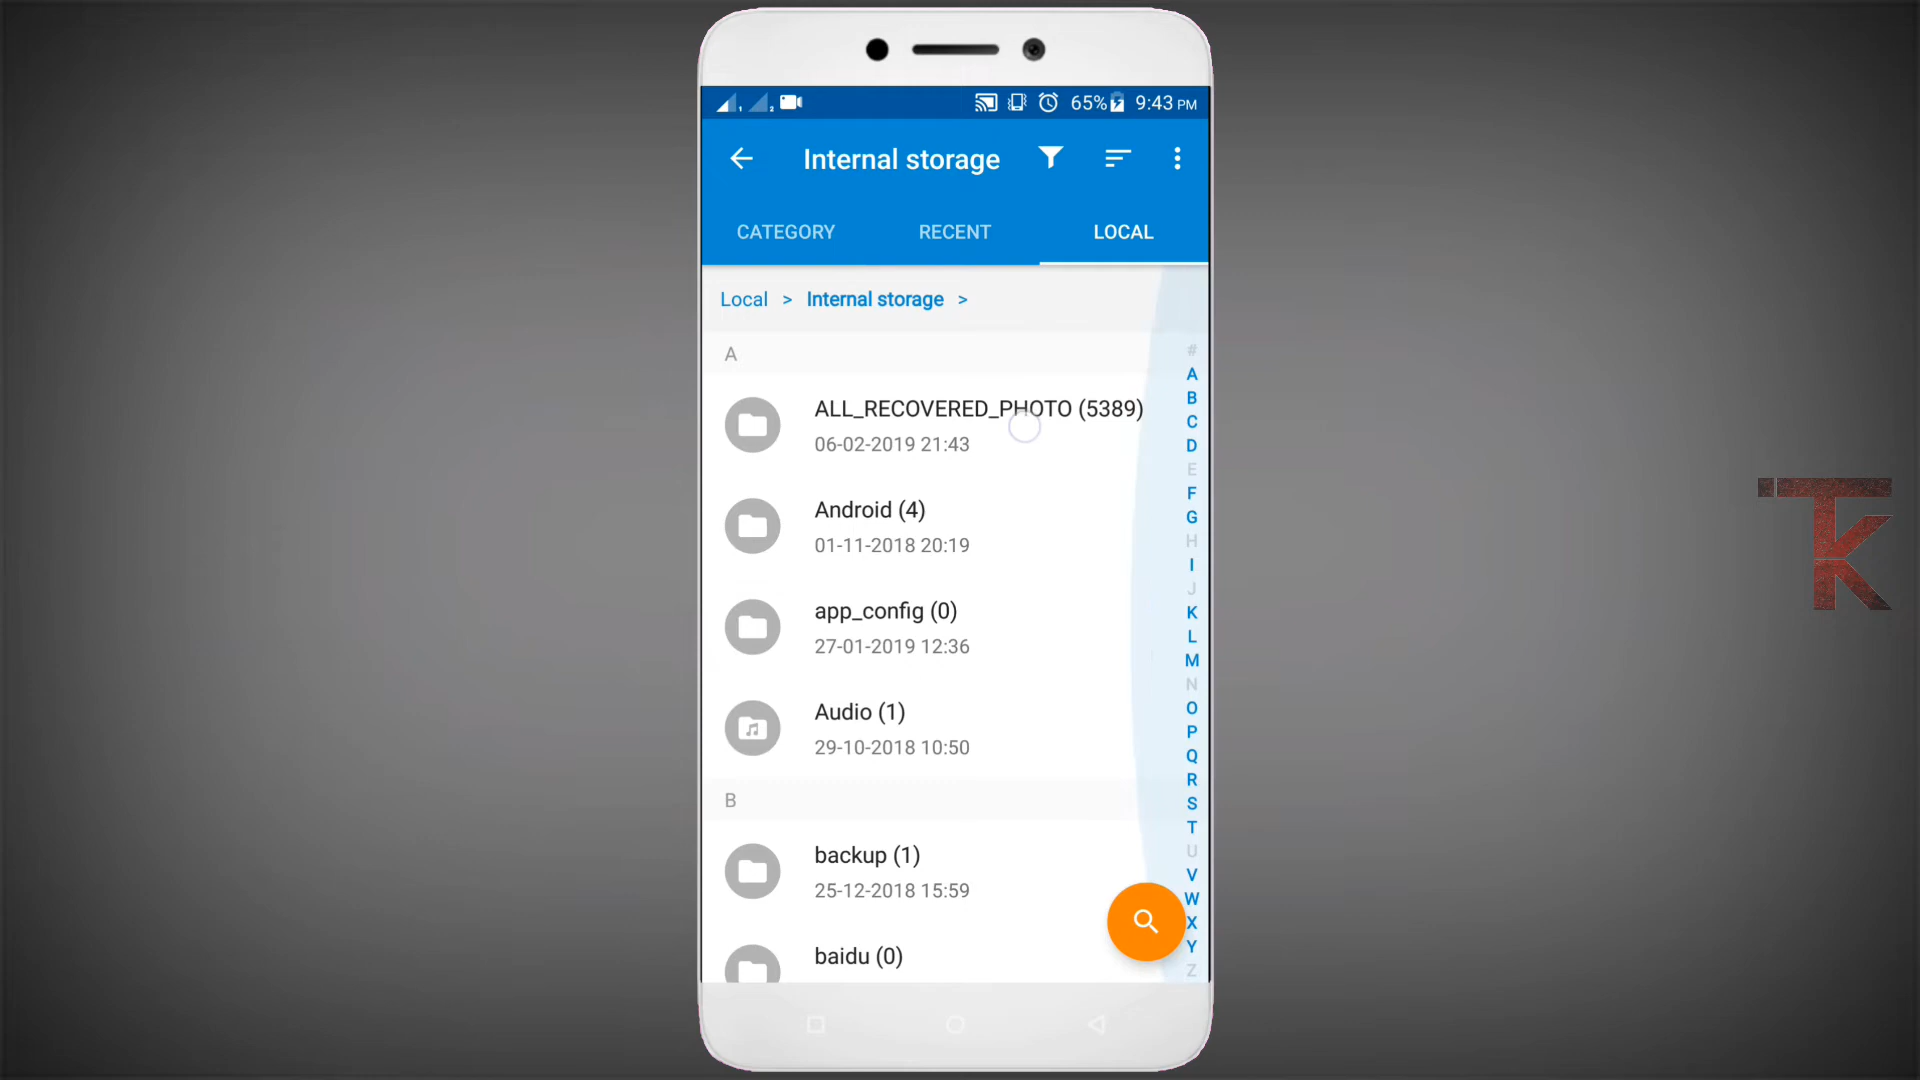 1 2 65% 9:43 PM
Internal storage
CATEGORY RECENT LOCAL
Local > Internal storage >
A
ALL_RECOVERED_PHOTO (5389)
06-02-2019 21:43
Android (4)
01-11-2018 20:19
app_config (0)
27-01-2019 12:36
Audio (1)
29-10-2018 10:50
B
backup (1)
25-12-2018 15:59
baidu (0)
#
A
B
C
D
E
F
G
H
I
J
K
L
M
N
O
P
Q
R
S
T
U
V
W
X
Y
Z
TK